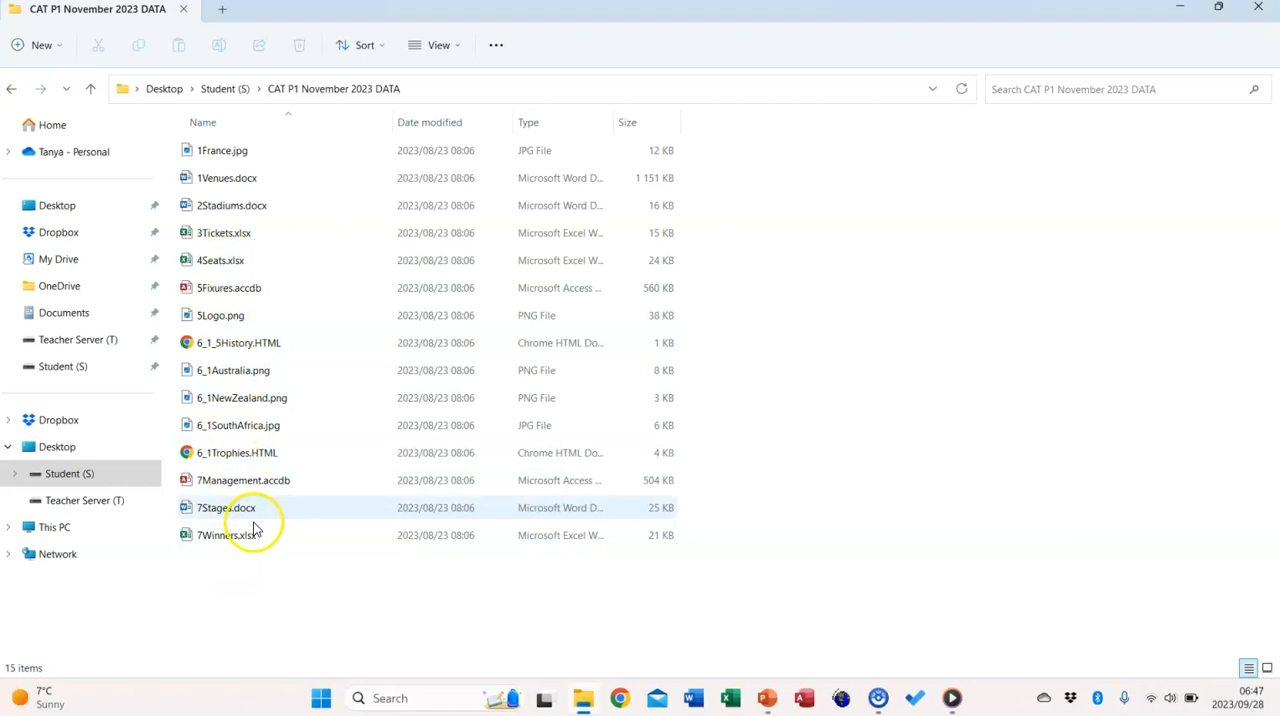 CAT P1 November 2023 DATA
New Sort View
Desktop Student (S) CAT P1 November 2023 DATA Search CAT P1 November 2023 DATA
Name Date modified Type Size
Home
Tanya - Personal
Desktop
Dropbox
My Drive
OneDrive
Documents
Teacher Server (T)
Student (S)
Dropbox
Desktop
Student (S)
Teacher Server (T)
This PC
Network
1France.jpg 2023/08/23 08:06 JPG File 12 KB
1Venues.docx 2023/08/23 08:06 Microsoft Word D... 1 151 KB
2Stadiums.docx 2023/08/23 08:06 Microsoft Word D... 16 KB
3Tickets.xlsx 2023/08/23 08:06 Microsoft Excel W... 15 KB
4Seats.xlsx 2023/08/23 08:06 Microsoft Excel W... 24 KB
5Fixures.accdb 2023/08/23 08:06 Microsoft Access ... 560 KB
5Logo.png 2023/08/23 08:06 PNG File 38 KB
6_1_5History.HTML 2023/08/23 08:06 Chrome HTML Do... 1 KB
6_1Australia.png 2023/08/23 08:06 PNG File 8 KB
6_1NewZealand.png 2023/08/23 08:06 PNG File 3 KB
6_1SouthAfrica.jpg 2023/08/23 08:06 JPG File 6 KB
6_1Trophies.HTML 2023/08/23 08:06 Chrome HTML Do... 4 KB
7Management.accdb 2023/08/23 08:06 Microsoft Access ... 504 KB
7Stages.docx 2023/08/23 08:06 Microsoft Word D... 25 KB
7Winners.xlsx 2023/08/23 08:06 Microsoft Excel W... 21 KB
15 items
7°C
Sunny
Search
06:47
2023/09/28